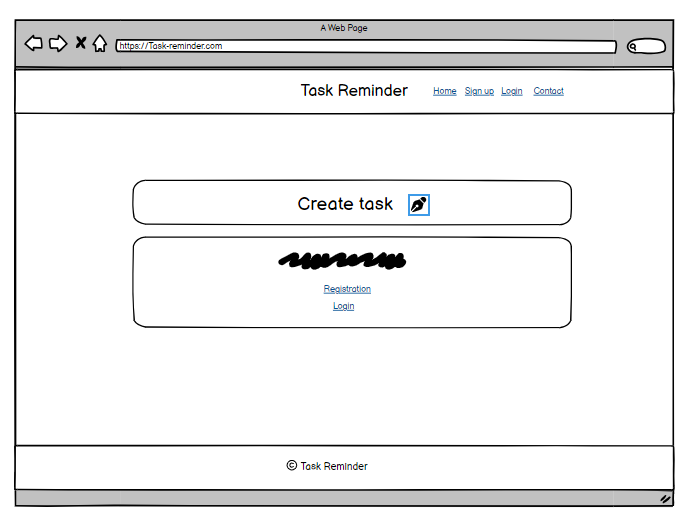 A Web Page
https://Task-reminder.com
Task Reminder Home Sign up Login Contact
Create task
Registration
Login
© Task Reminder